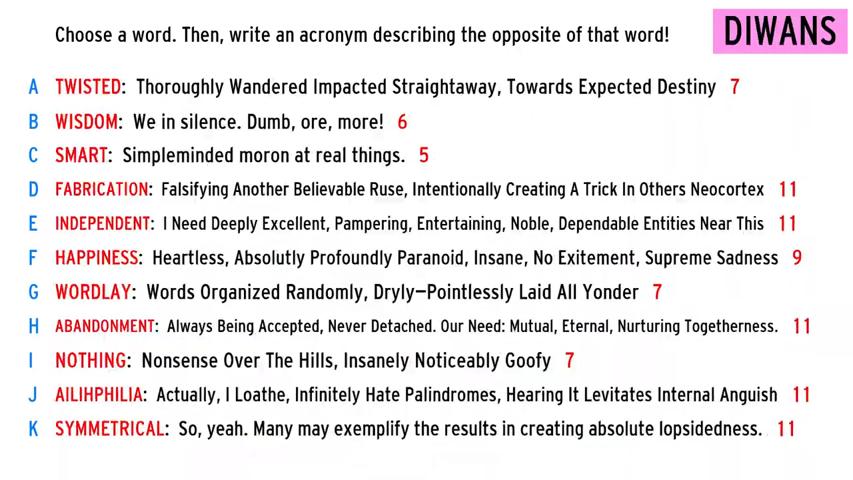 Choose a word. Then, write an acronym describing the opposite of that word! DIWANS
A TWISTED: Thoroughly Wandered Impacted Straightaway, Towards Expected Destiny 7
B WISDOM: We in silence. Dumb, ore, more! 6
C SMART: Simpleminded moron at real things. 5
D FABRICATION: Falsifying Another Believable Ruse, Intentionally Creating A Trick In Others Neocortex 11
E INDEPENDENT: I Need Deeply Excellent, Pampering, Entertaining, Noble, Dependable Entities Near This 11
F HAPPINESS: Heartless, Absolutly Profoundly Paranoid, Insane, No Exitement, Supreme Sadness 9
G WORDLAY: Words Organized Randomly, Dryly—Pointlessly Laid All Yonder 7
H ABANDONMENT: Always Being Accepted, Never Detached. Our Need: Mutual, Eternal, Nurturing Togetherness. 11
I NOTHING: Nonsense Over The Hills, Insanely Noticeably Goofy 7
J AILIHPHILIA: Actually, I Loathe, Infinitely Hate Palindromes, Hearing It Levitates Internal Anguish 11
K SYMMETRICAL: So, yeah. Many may exemplify the results in creating absolute lopsidedness. 11